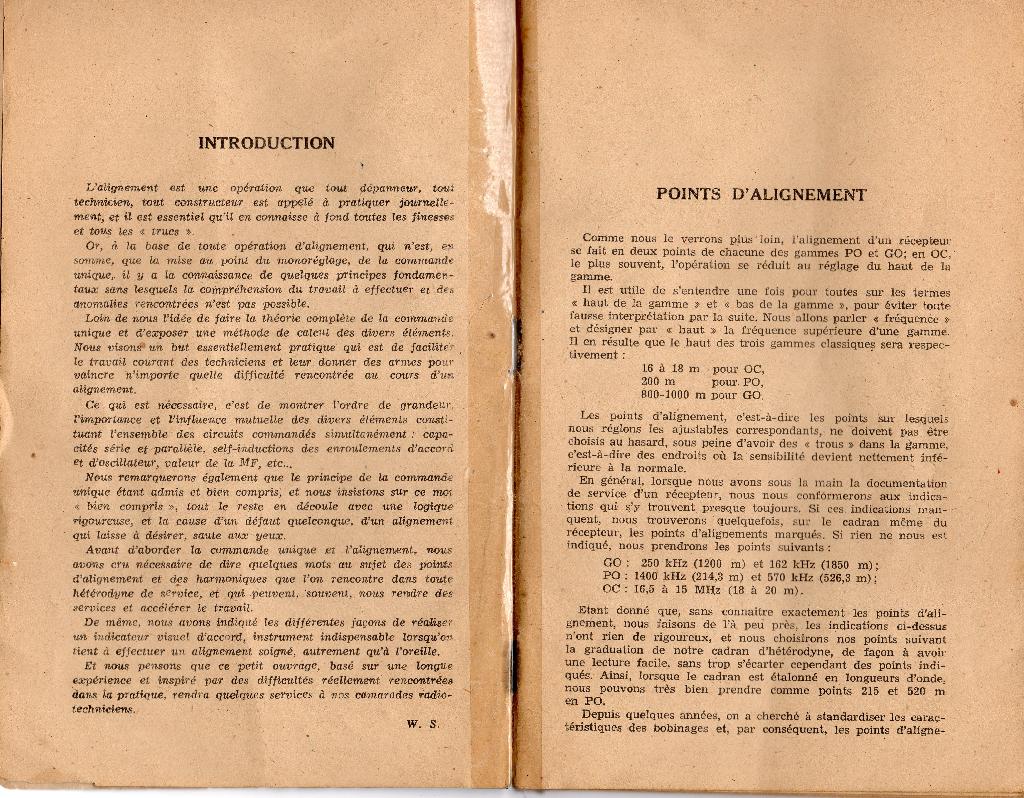 INTRODUCTION
L'alignement est une opération que tout dépanneur, tout
technicien, tout constructeur est appelé à pratiquer journelle-
ment, et il est essentiel qu'il en connaisse à fond toutes les finesses
et tous les « trucs ».
Or, à la base de toute opération d'alignement, qui n'est, en
somme, que la mise au point du monoréglage, de la commande
unique, il y a la connaissance de quelques principes fondamen-
taux sans lesquels la compréhension du travail à effectuer et des
anomalies rencontrées n'est pas possible.
Loin de nous l'idée de faire la théorie complète de la commande
unique et d'exposer une méthode de calcul des divers éléments.
Nous visons un but essentiellement pratique qui est de faciliter
le travail courant des techniciens et leur donner des armes pour
vaincre n'importe quelle difficulté rencontrée au cours d'un
alignement.
Ce qui est nécessaire, c'est de montrer l'ordre de grandeur,
l'importance et l'influence mutuelle des divers éléments consti-
tuant l'ensemble des circuits commandés simultanément : capa-
cités série et parallèle, self-inductions des enroulements d'accord
et d'oscillateur, valeur de la MF, etc...
Nous remarquerons également que le principe de la commande
unique étant admis et bien compris, et nous insistons sur ce mot
« bien compris », tout le reste en découle avec une logique
rigoureuse, et la cause d'un défaut quelconque, d'un alignement
qui laisse à désirer, saute aux yeux.
Avant d'aborder la commande unique et l'alignement, nous
avons cru nécessaire de dire quelques mots au sujet des points
d'alignement et des harmoniques que l'on rencontre dans toute
hétérodyne de service, et qui peuvent, souvent, nous rendre des
services et accélérer le travail.
De même, nous avons indiqué les différentes façons de réaliser
un indicateur visuel d'accord, instrument indispensable lorsqu'on
tient à effectuer un alignement soigné, autrement qu'à l'oreille.
Et nous pensons que ce petit ouvrage, basé sur une longue
expérience et inspiré par des difficultés réellement rencontrées
dans la pratique, rendra quelques services à nos camarades radio-
techniciens.
W. S.
POINTS D'ALIGNEMENT
Comme nous le verrons plus loin, l'alignement d'un récepteur
se fait en deux points de chacune des gammes PO et GO; en OC,
le plus souvent, l'opération se réduit au réglage du haut de la
gamme.
Il est utile de s'entendre une fois pour toutes sur les termes
« haut de la gamme » et « bas de la gamme », pour éviter toute
fausse interprétation par la suite. Nous allons parler « fréquence »
et désigner par « haut » la fréquence supérieure d'une gamme.
Il en résulte que le haut des trois gammes classiques sera respec-
tivement :
16 à 18 m pour OC,
200 m pour PO,
800-1000 m pour GO.
Les points d'alignement, c'est-à-dire les points sur lesquels
nous réglons les ajustables correspondants, ne doivent pas être
choisis au hasard, sous peine d'avoir des « trous » dans la gamme,
c'est-à-dire des endroits où la sensibilité devient nettement infé-
rieure à la normale.
En général, lorsque nous avons sous la main la documentation
de service d'un récepteur, nous nous conformerons aux indica-
tions qui s'y trouvent presque toujours. Si ces indications man-
quent, nous trouverons quelquefois, sur le cadran même du
récepteur, les points d'alignements marqués. Si rien ne nous est
indiqué, nous prendrons les points suivants :
GO : 250 kHz (1200 m) et 162 kHz (1850 m);
PO : 1400 kHz (214,3 m) et 570 kHz (526,3 m);
OC : 16,5 à 15 MHz (18 à 20 m).
Etant donné que, sans connaître exactement les points d'ali-
gnement, nous faisons de l'à peu près, les indications ci-dessus
n'ont rien de rigoureux, et nous choisirons nos points suivant
la graduation de notre cadran d'hétérodyne, de façon à avoir
une lecture facile, sans trop s'écarter cependant des points indi-
qués. Ainsi, lorsque le cadran est étalonné en longueurs d'onde,
nous pouvons très bien prendre comme points 215 et 520 m
en PO.
Depuis quelques années, on a cherché à standardiser les carac-
téristiques des bobinages et, par conséquent, les points d'aligne-